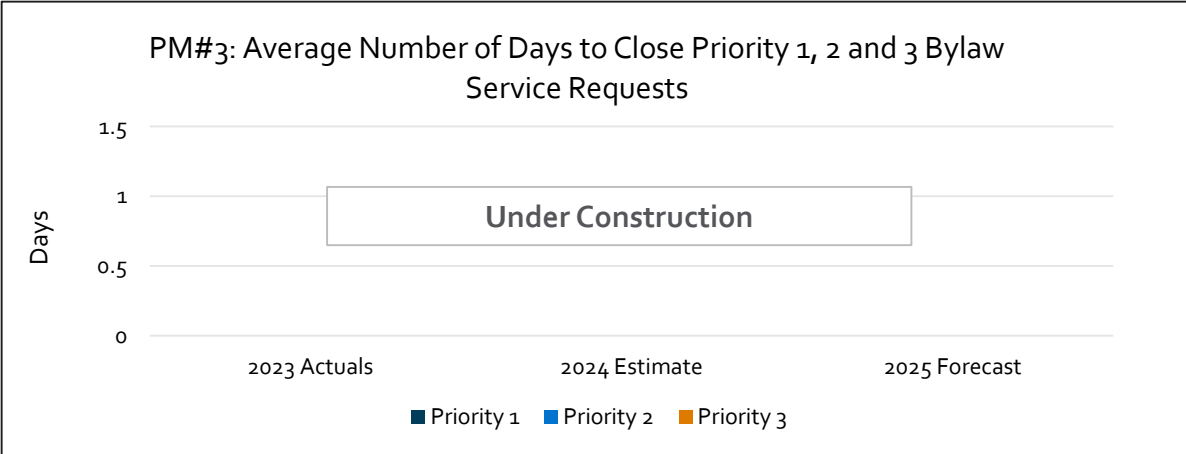 PM#3: Average Number of Days to Close Priority 1, 2 and 3 Bylaw
Service Requests
1.5
1
0.5
0
Days
Under Construction
2023 Actuals 2024 Estimate 2025 Forecast
Priority 1 Priority 2 Priority 3